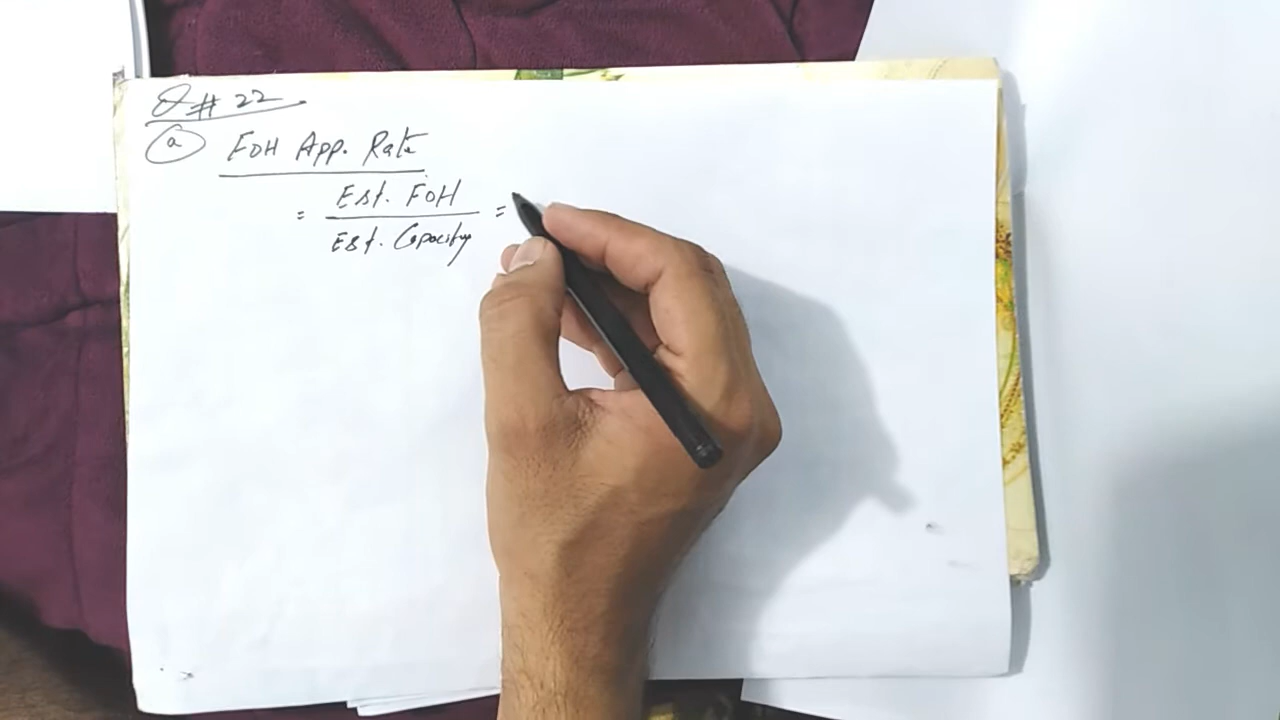 Q # 22
(a) FOH App. Rate
= Est. FOH =
Est. Capacity